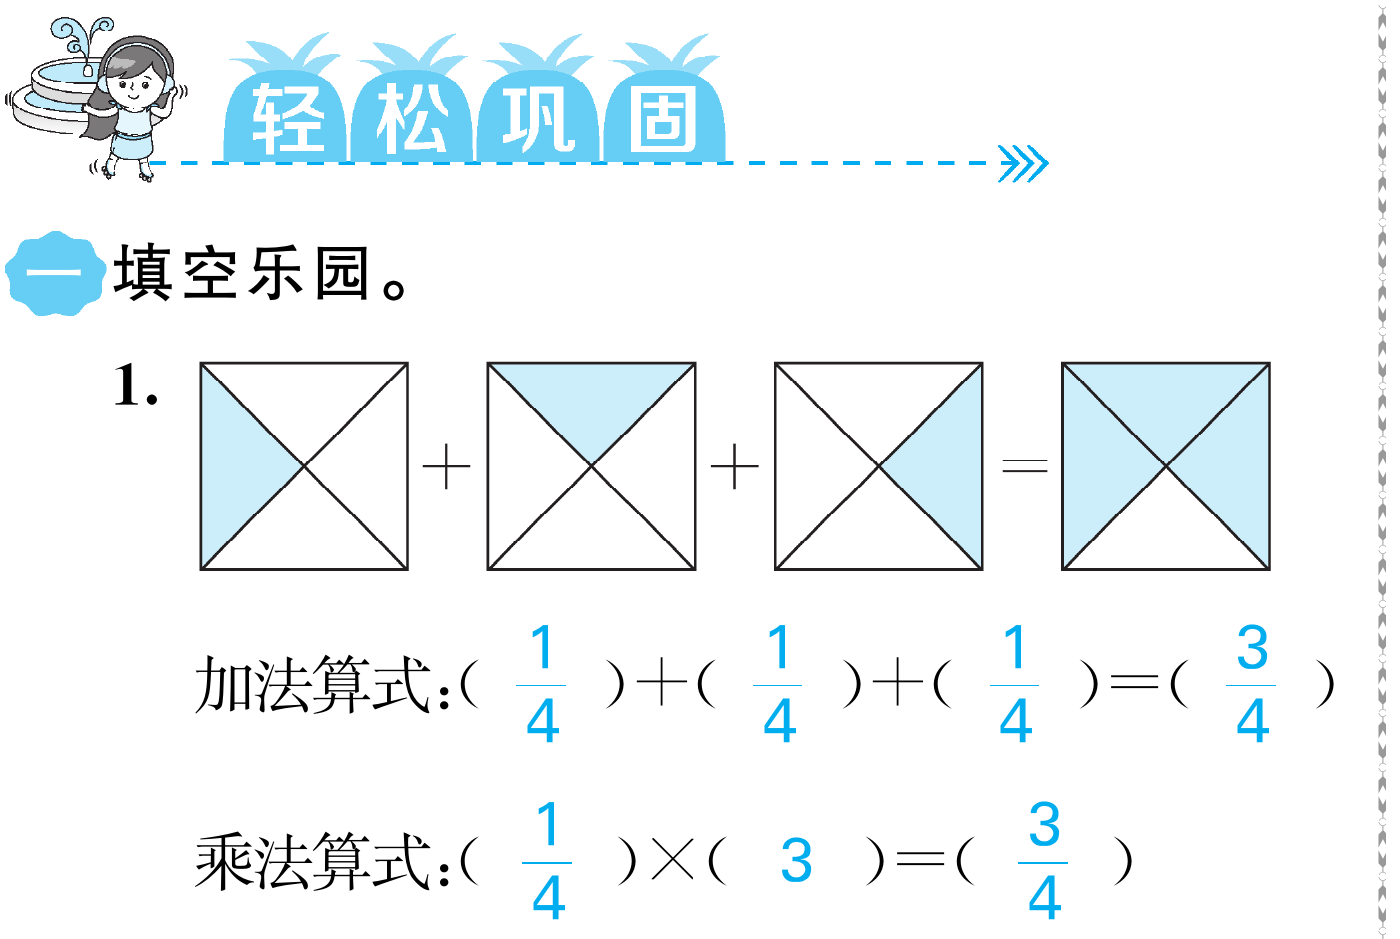 轻松巩固
一 填空乐园。
1. + + =
加法算式:( 1/4 )+( 1/4 )+( 1/4 )=( 3/4 )
乘法算式:( 1/4 )×( 3 )=( 3/4 )